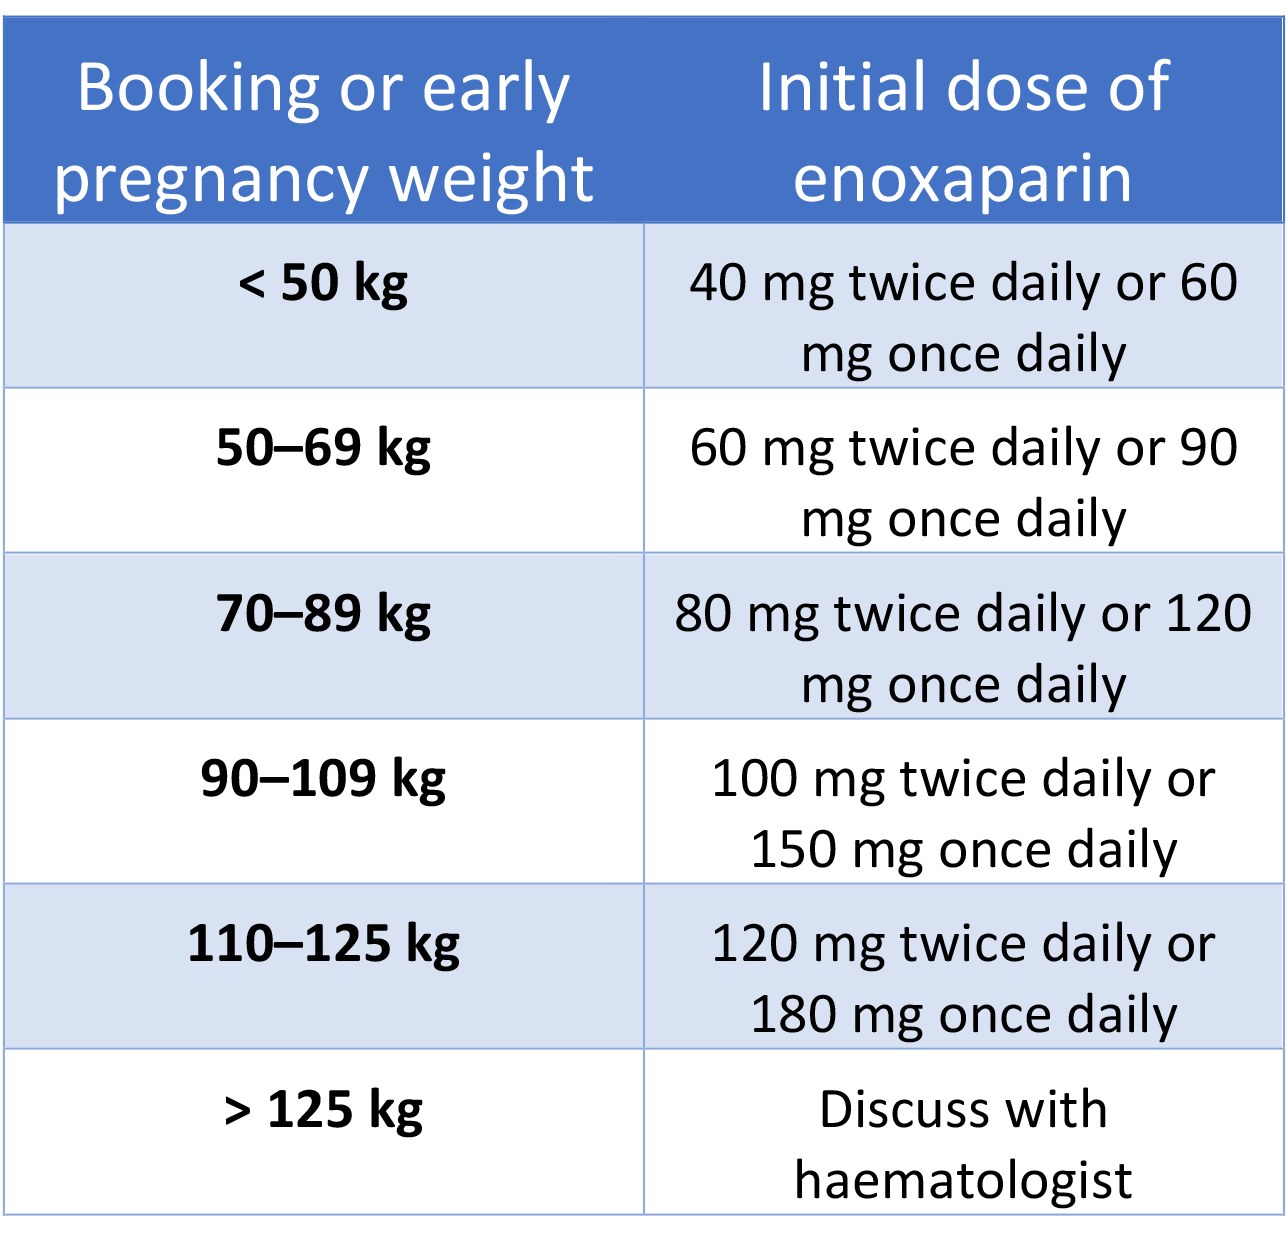 Booking or early
pregnancy weight
Initial dose of
enoxaparin
< 50 kg
40 mg twice daily or 60
mg once daily
50–69 kg
60 mg twice daily or 90
mg once daily
70–89 kg
80 mg twice daily or 120
mg once daily
90–109 kg
100 mg twice daily or
150 mg once daily
110–125 kg
120 mg twice daily or
180 mg once daily
> 125 kg
Discuss with
haematologist